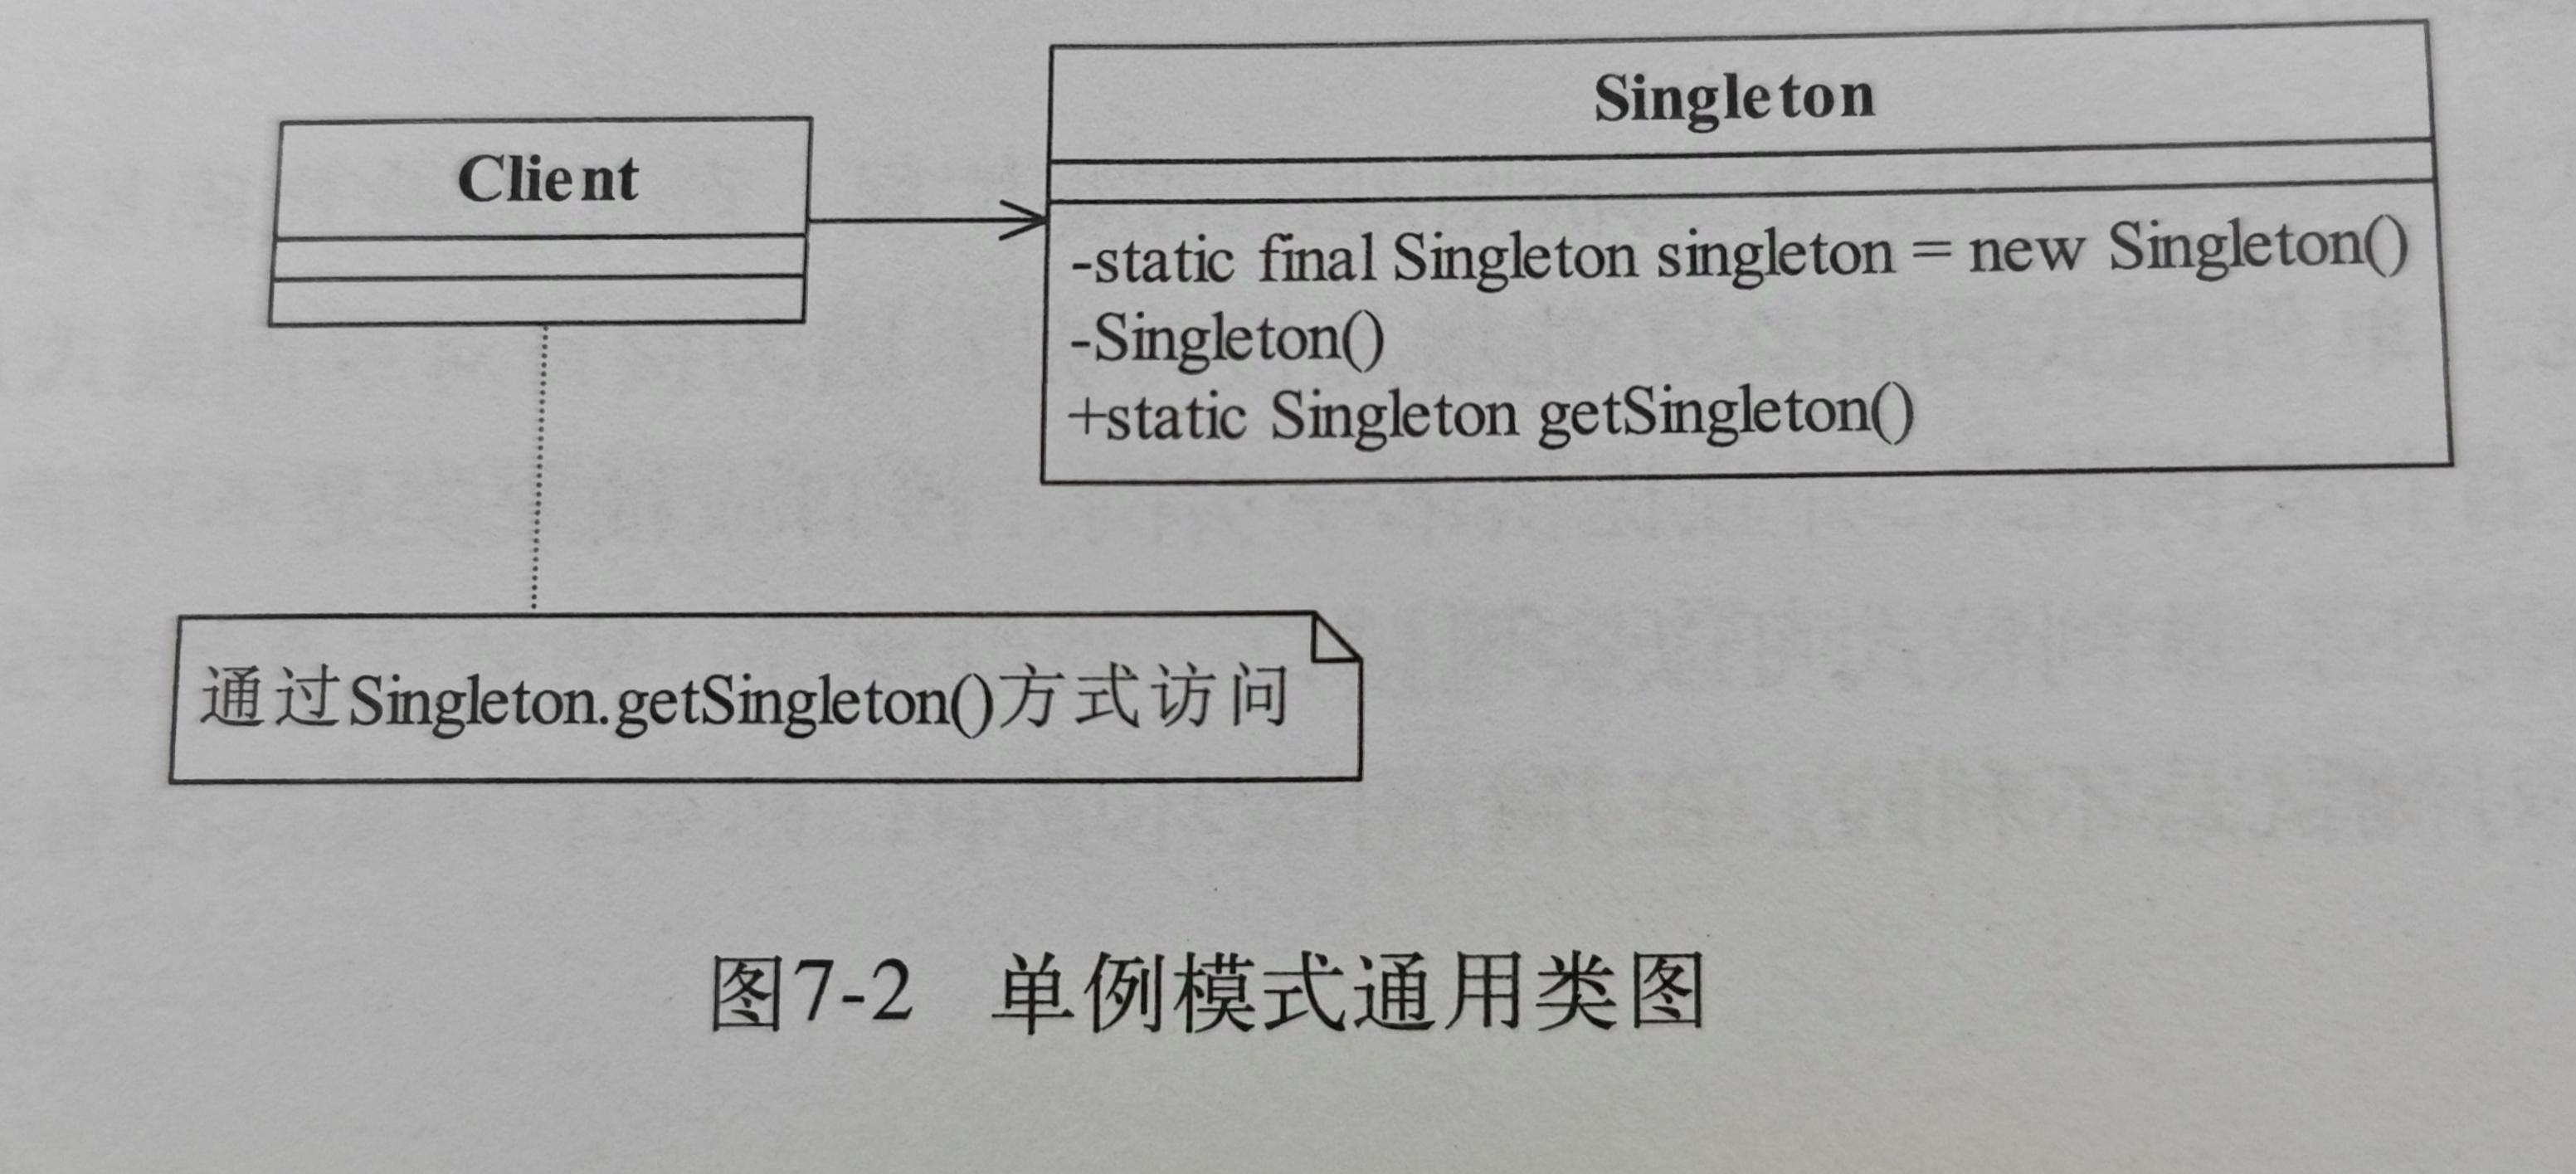 Client
Singleton
-static final Singleton singleton = new Singleton()
-Singleton()
+static Singleton getSingleton()
通过Singleton.getSingleton()方式访问
图7-2 单例模式通用类图